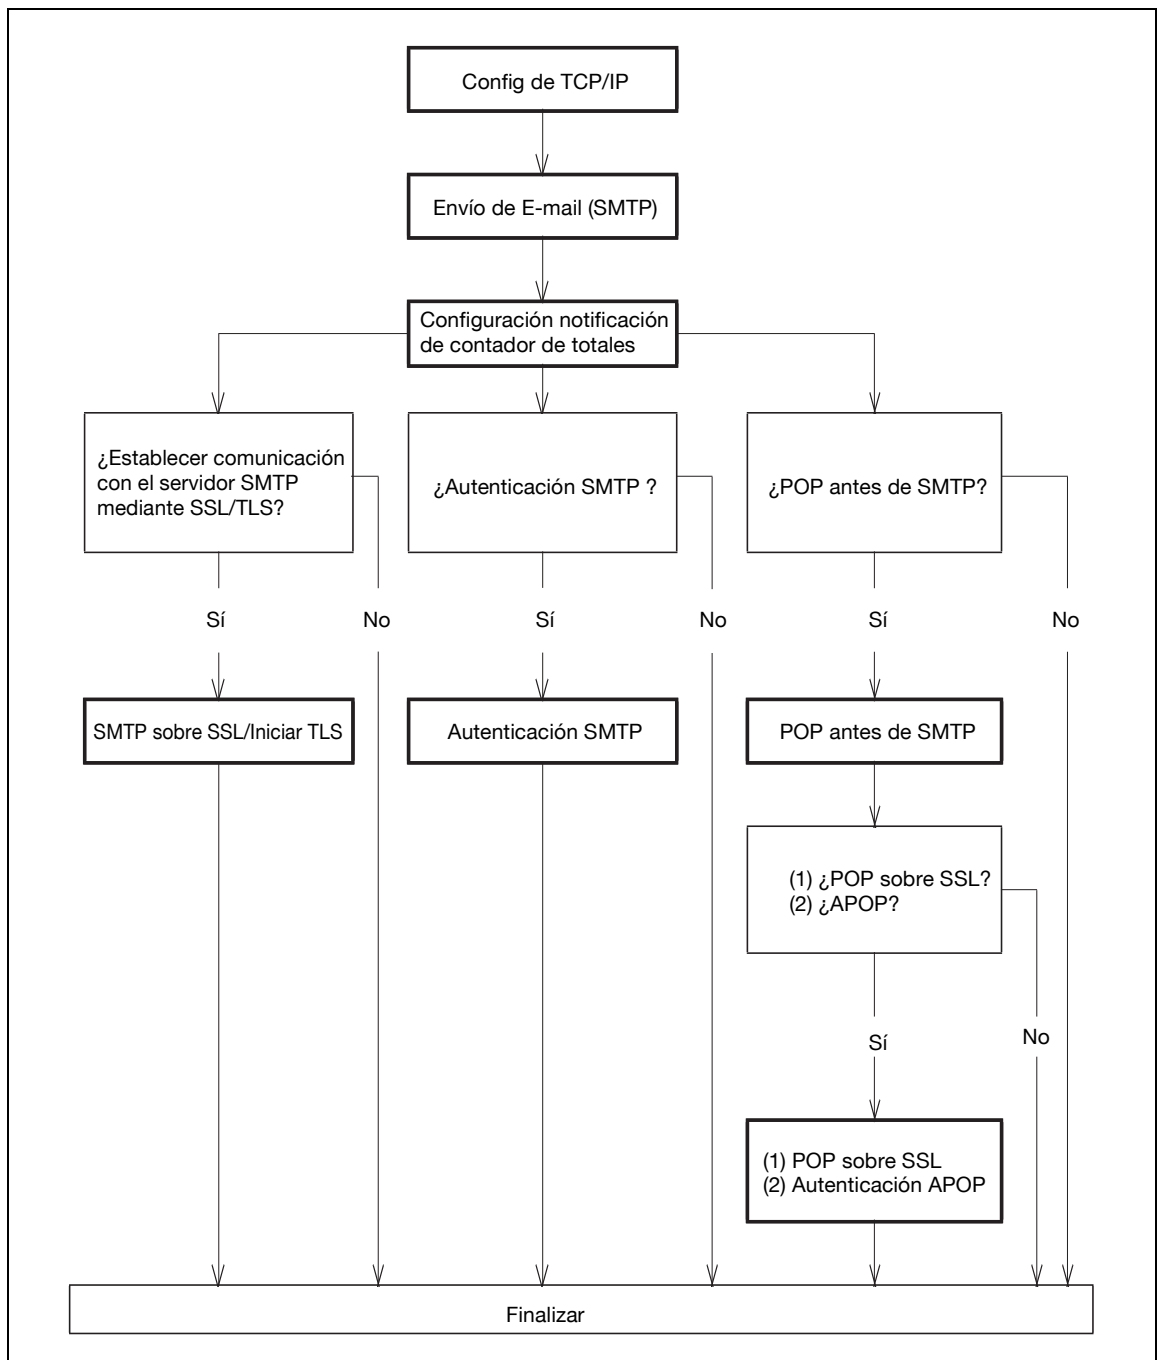 Config de TCP/IP
Envío de E-mail (SMTP)
Configuración notificación
de contador de totales
¿Establecer comunicación
con el servidor SMTP
mediante SSL/TLS?
¿Autenticación SMTP ?
¿POP antes de SMTP?
Sí
No
Sí
No
Sí
No
SMTP sobre SSL/Iniciar TLS
Autenticación SMTP
POP antes de SMTP
(1) ¿POP sobre SSL?
(2) ¿APOP?
Sí
No
(1) POP sobre SSL
(2) Autenticación APOP
Finalizar